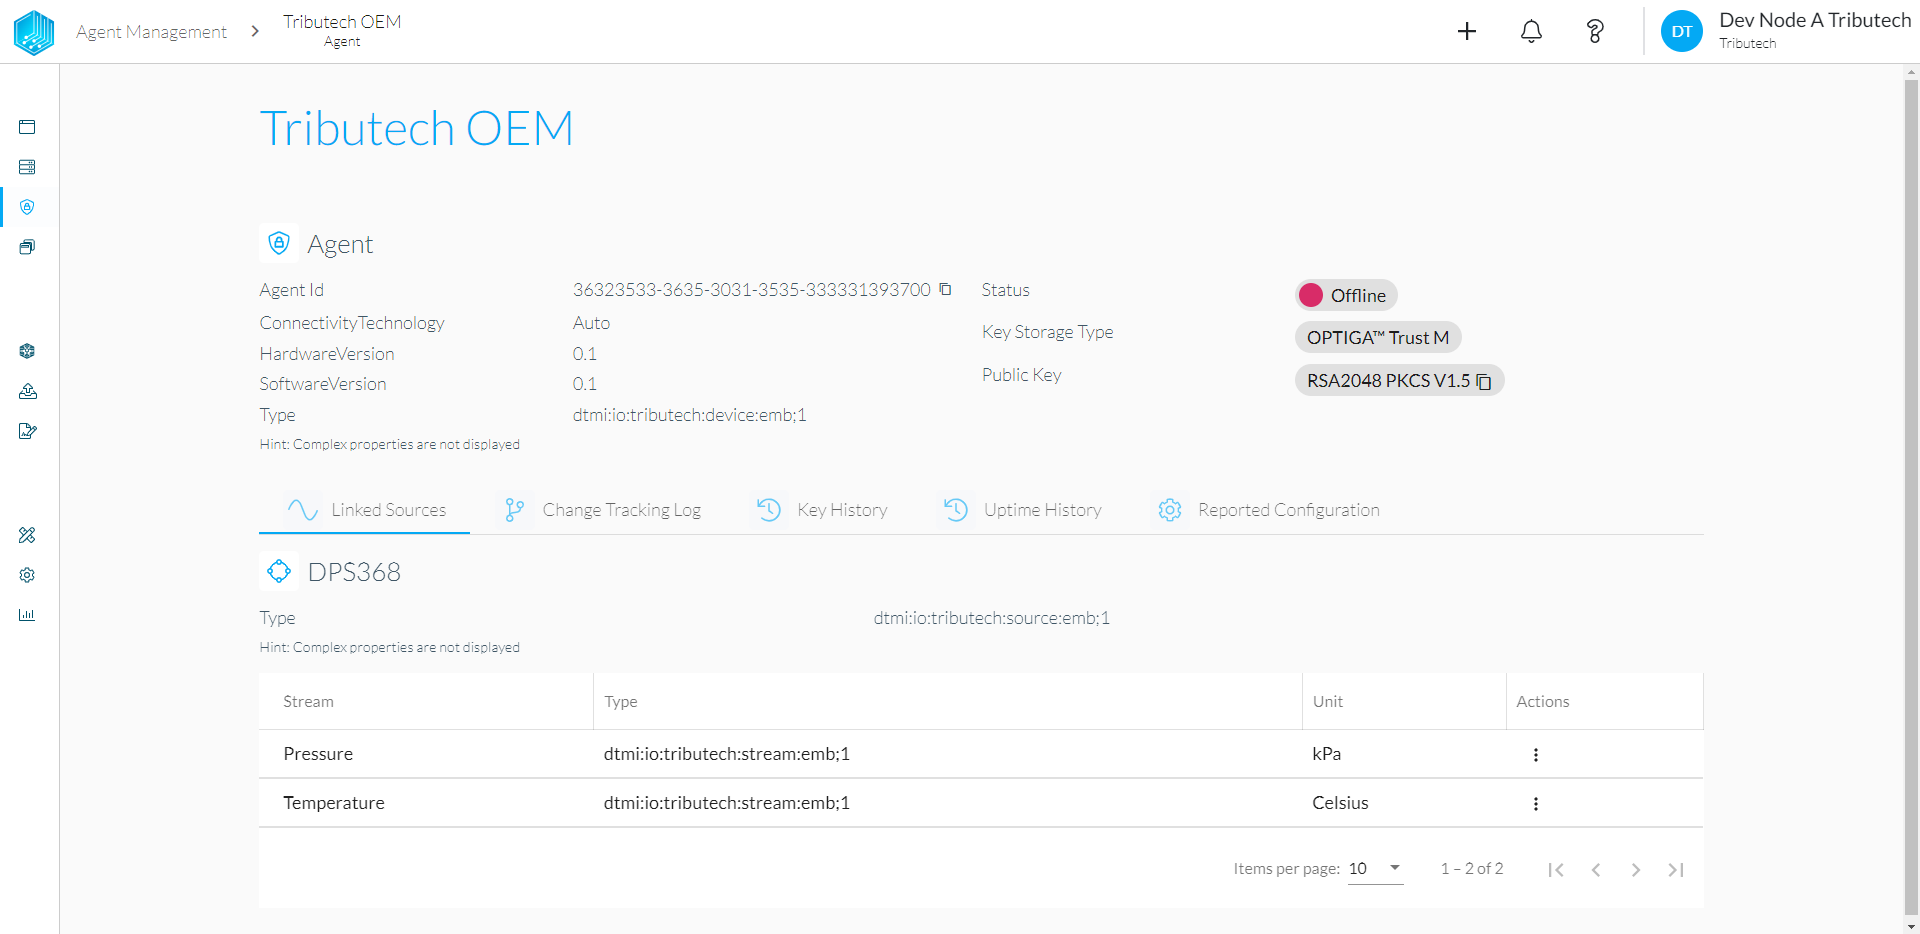 Agent Management
Tributech OEM
Agent
DT
Dev Node A Tributech
Tributech
Tributech OEM
Agent
Agent Id
36323533-3635-3031-3535-333331393700
Status
Offline
ConnectivityTechnology
Auto
Key Storage Type
OPTIGA™ Trust M
HardwareVersion
0.1
SoftwareVersion
0.1
Public Key
RSA2048 PKCS V1.5
Type
dtmi:io:tributech:device:emb;1
Hint: Complex properties are not displayed
Linked Sources
Change Tracking Log
Key History
Uptime History
Reported Configuration
DPS368
Type
dtmi:io:tributech:source:emb;1
Hint: Complex properties are not displayed
Stream
Type
Unit
Actions
Pressure
dtmi:io:tributech:stream:emb;1
kPa
Temperature
dtmi:io:tributech:stream:emb;1
Celsius
Items per page: 10
1 – 2 of 2